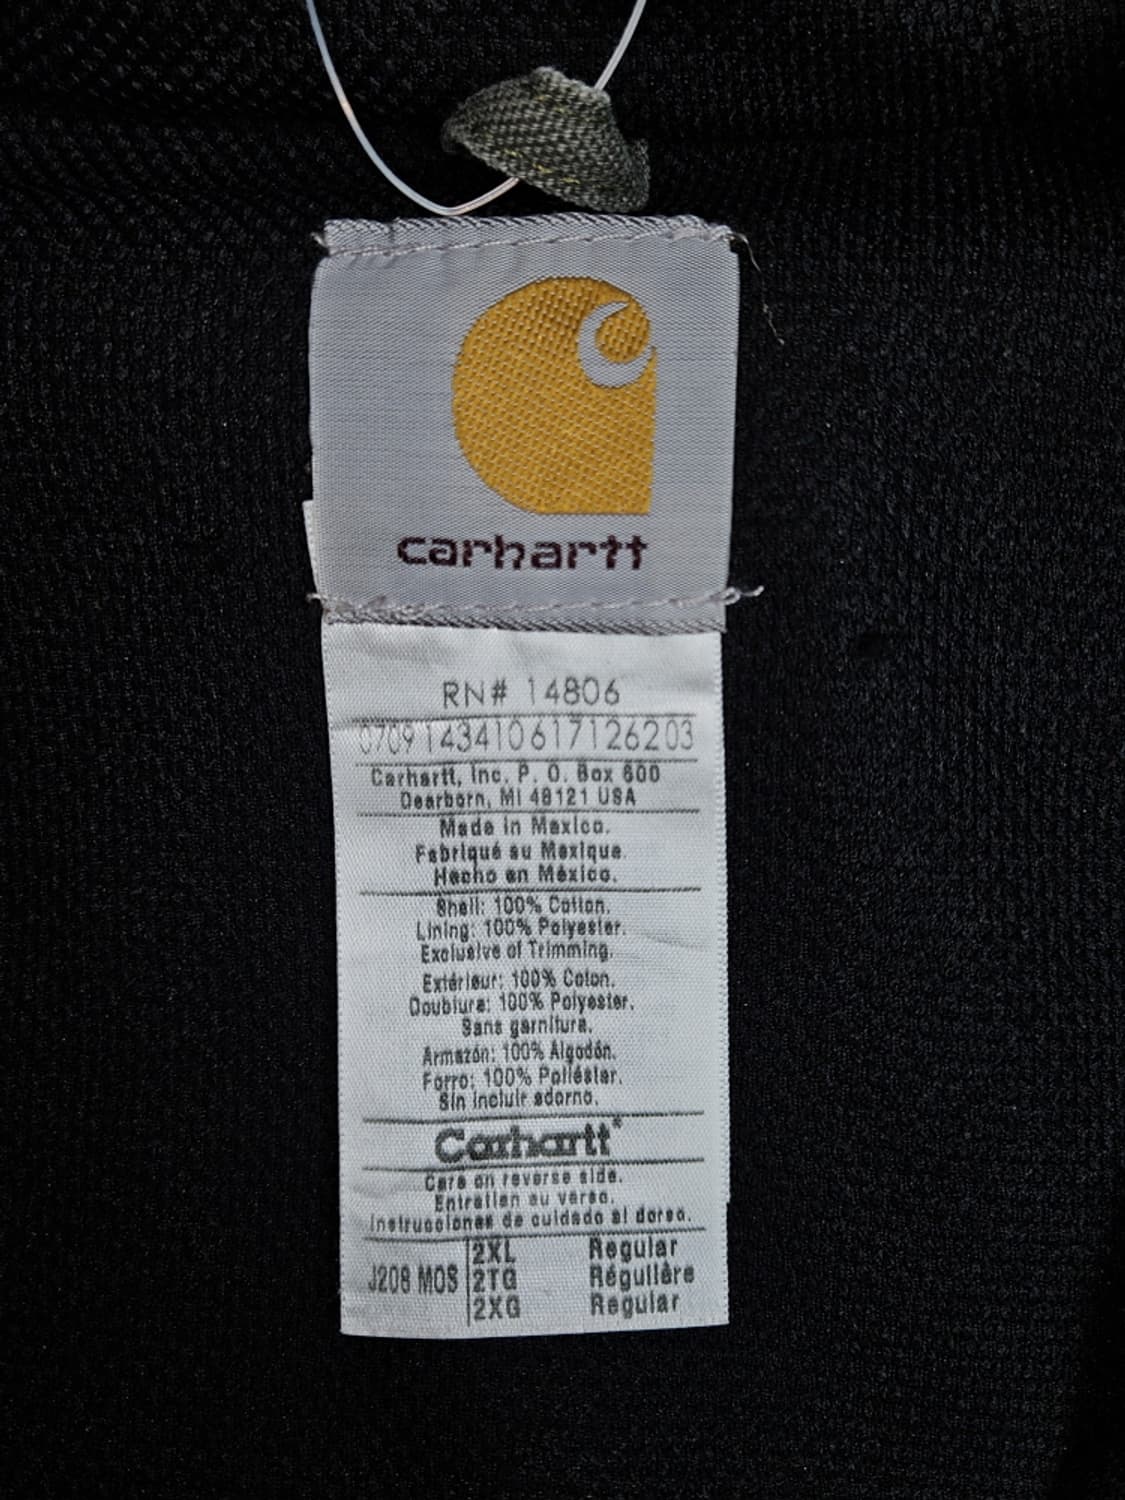 carhartt
RN# 14806
0709 143410617126203
Carhartt, Inc. P. O. Box 600
Dearborn, MI 48121 USA
Made in Mexico.
Fabriqué au Mexique.
Hecho en México.
Shell: 100% Cotton.
Lining: 100% Polyester.
Exclusive of Trimming.
Extérieur: 100% Coton.
Doublure: 100% Polyester.
Sans garniture.
Armazón: 100% Algodón.
Forro: 100% Poliéster.
Sin incluir adorno.
Carhartt®
Care on reverse side.
Entretien au verso.
Instrucciones de cuidado al dorso.
2XL Regular
J208 MOS 2TG Régulière
2XG Regular